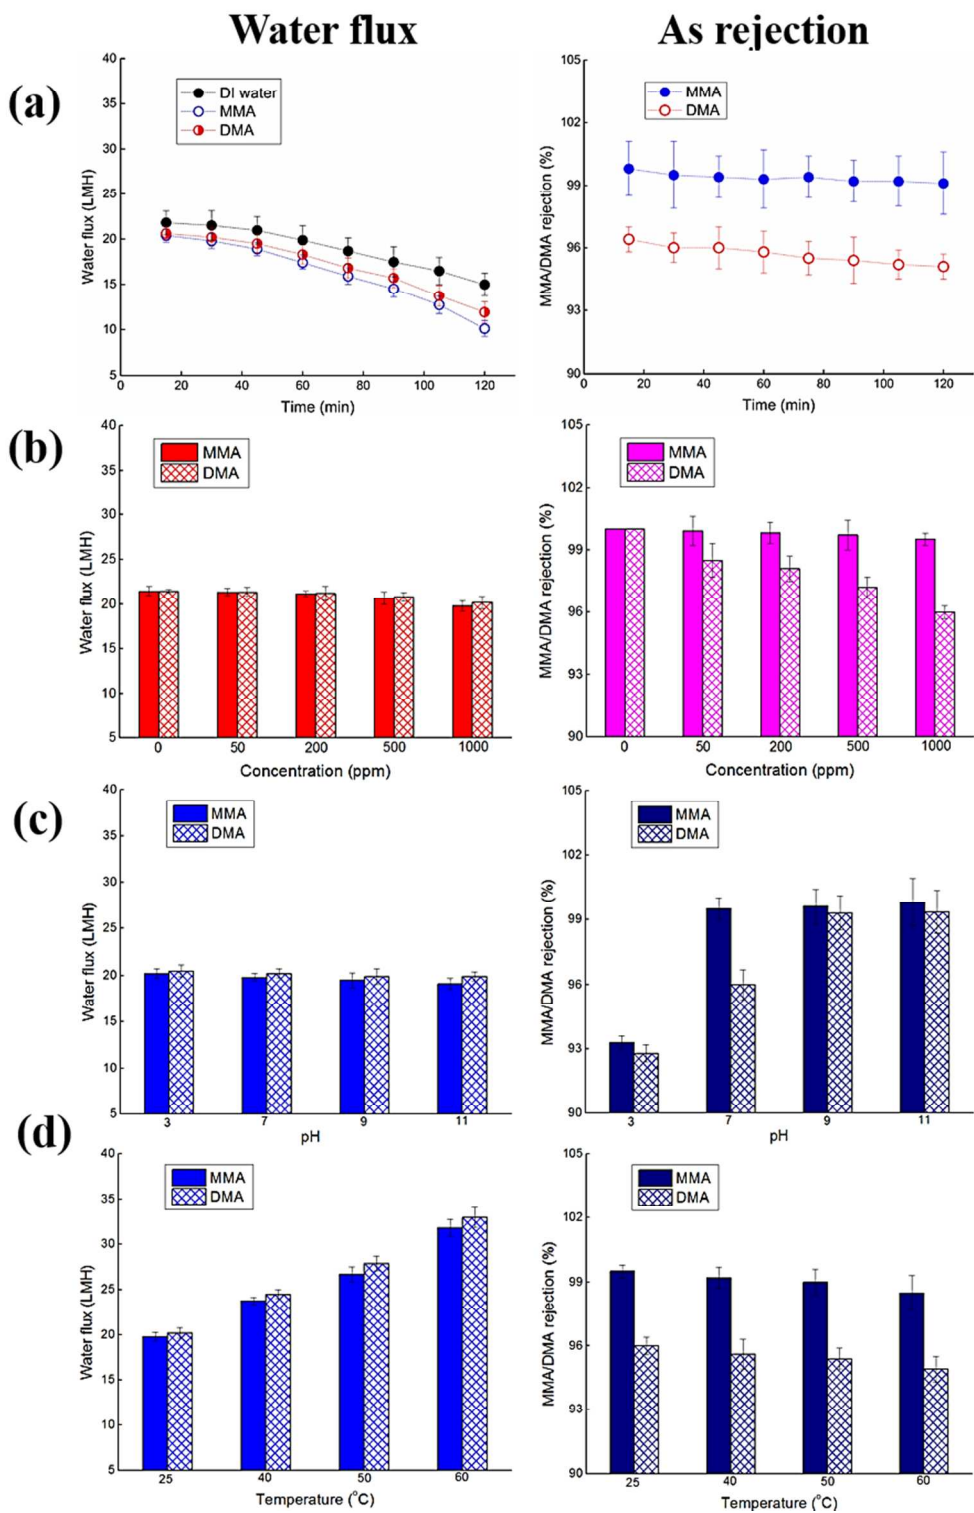 Water flux
As rejection
(a)
40
35
30
25
20
15
10
5
Water flux (LMH)
DI water
MMA
DMA
0
20
40
60
80
100
120
Time (min)
105
102
99
96
93
90
MMA/DMA rejection (%)
MMA
DMA
0
20
40
60
80
100
120
Time (min)
(b)
40
35
30
25
20
15
10
5
Water flux (LMH)
MMA
DMA
0
50
200
500
1000
Concentration (ppm)
105
102
99
96
93
90
MMA/DMA rejection (%)
MMA
DMA
0
50
200
500
1000
Concentration (ppm)
(c)
40
35
30
25
20
15
10
5
Water flux (LMH)
MMA
DMA
3
7
9
11
pH
105
102
99
96
93
90
MMA/DMA rejection (%)
MMA
DMA
3
7
9
11
pH
(d)
40
35
30
25
20
15
10
5
Water flux (LMH)
MMA
DMA
25
40
50
60
Temperature (°C)
105
102
99
96
93
90
MMA/DMA rejection (%)
MMA
DMA
25
40
50
60
Temperature (°C)